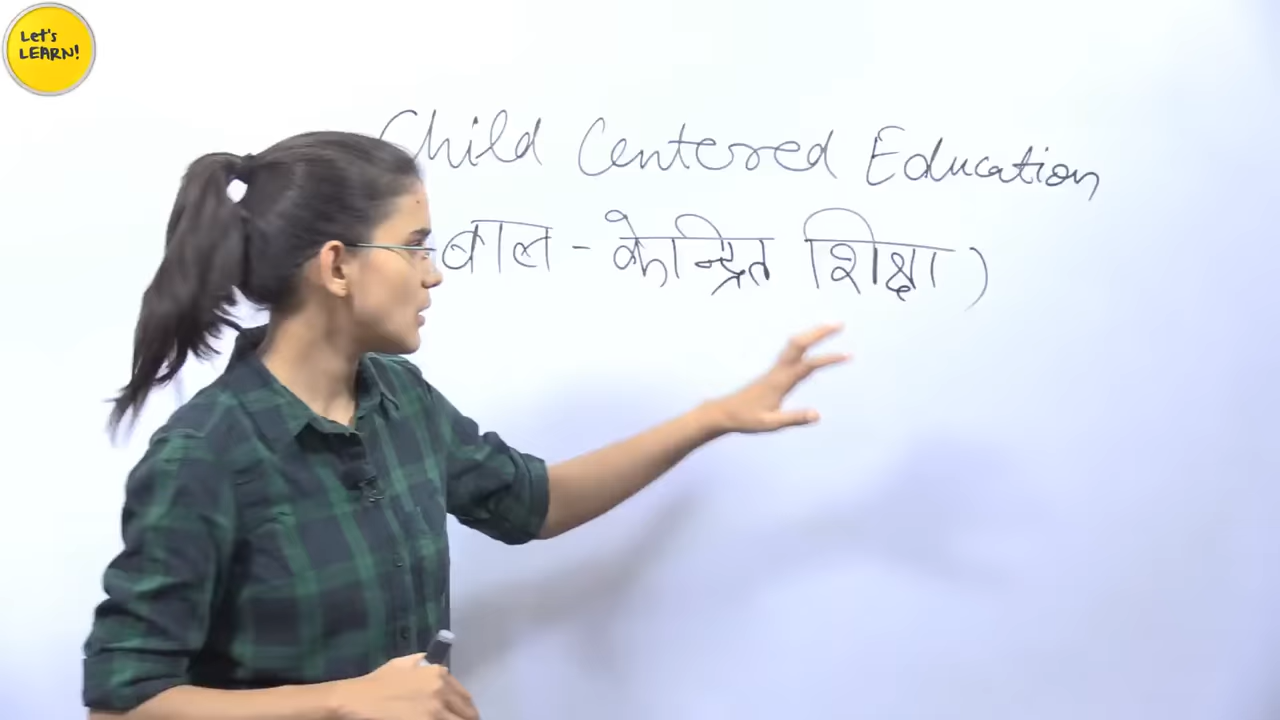 Let's
LEARN!
Child Centered Education
बाल - केन्द्रित शिक्षा )